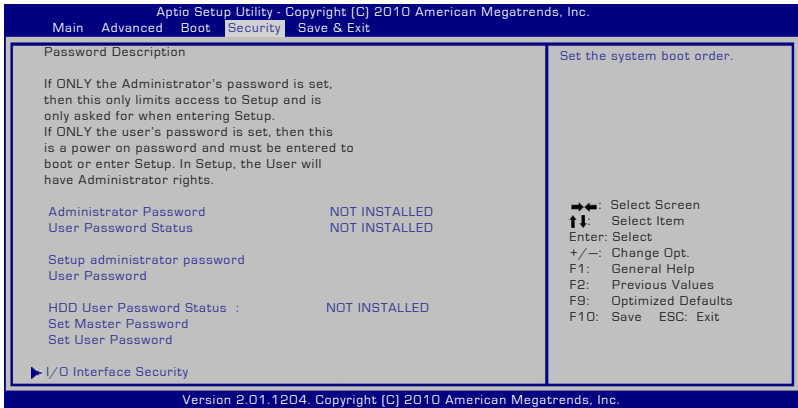 Aptio Setup Utility - Copyright (C) 2010 American Megatrends, Inc.
Main Advanced Boot Security Save & Exit
Password Description
If ONLY the Administrator's password is set,
then this only limits access to Setup and is
only asked for when entering Setup.
If ONLY the user's password is set, then this
is a power on password and must be entered to
boot or enter Setup. In Setup, the User will
have Administrator rights.
Administrator Password NOT INSTALLED
User Password Status NOT INSTALLED
Setup administrator password
User Password
HDD User Password Status : NOT INSTALLED
Set Master Password
Set User Password
I/O Interface Security
Set the system boot order.
→←: Select Screen
↑↓: Select Item
Enter: Select
+/—: Change Opt.
F1: General Help
F2: Previous Values
F9: Optimized Defaults
F10: Save ESC: Exit
Version 2.01.1204. Copyright (C) 2010 American Megatrends, Inc.